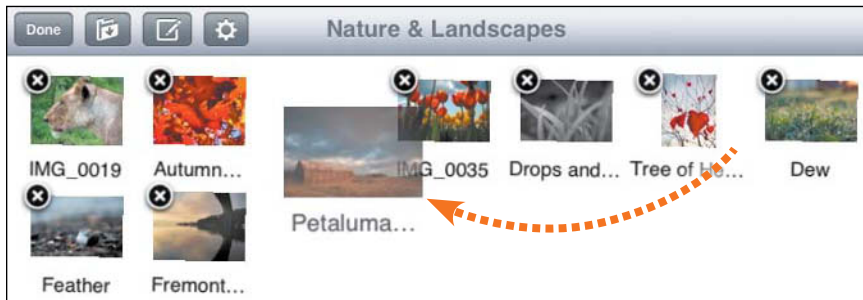 Done
Nature & Landscapes
IMG_0019
Autumn...
IMG_0035
Drops and...
Tree of He...
Dew
Petaluma...
Feather
Fremont...